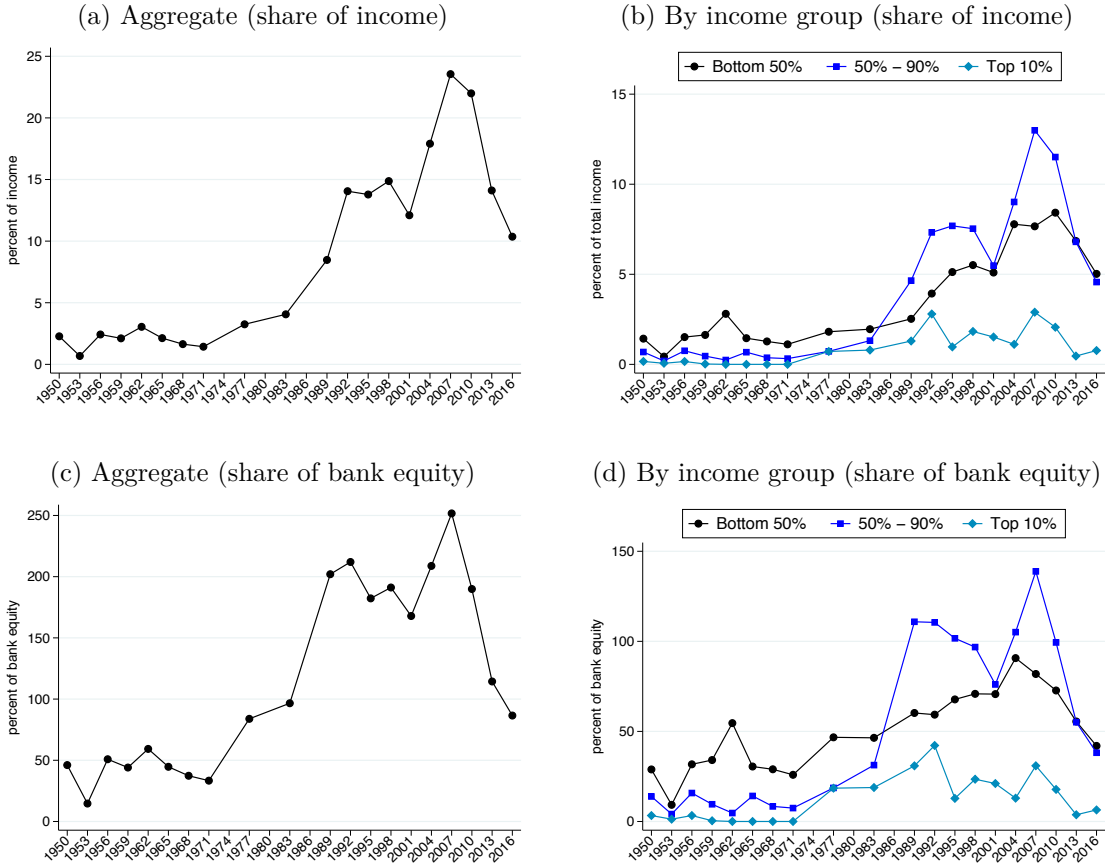 (a) Aggregate (share of income)
percent of income
25
20
15
10
5
0
1950 1953 1956 1959 1962 1965 1968 1971 1974 1977 1980 1983 1986 1989 1992 1995 1998 2001 2004 2007 2010 2013 2016
(b) By income group (share of income)
Bottom 50% 50% − 90% Top 10%
percent of total income
15
10
5
0
1950 1953 1956 1959 1962 1965 1968 1971 1974 1977 1980 1983 1986 1989 1992 1995 1998 2001 2004 2007 2010 2013 2016
(c) Aggregate (share of bank equity)
percent of bank equity
250
200
150
100
50
0
1950 1953 1956 1959 1962 1965 1968 1971 1974 1977 1980 1983 1986 1989 1992 1995 1998 2001 2004 2007 2010 2013 2016
(d) By income group (share of bank equity)
Bottom 50% 50% − 90% Top 10%
percent of bank equity
150
100
50
0
1950 1953 1956 1959 1962 1965 1968 1971 1974 1977 1980 1983 1986 1989 1992 1995 1998 2001 2004 2007 2010 2013 2016